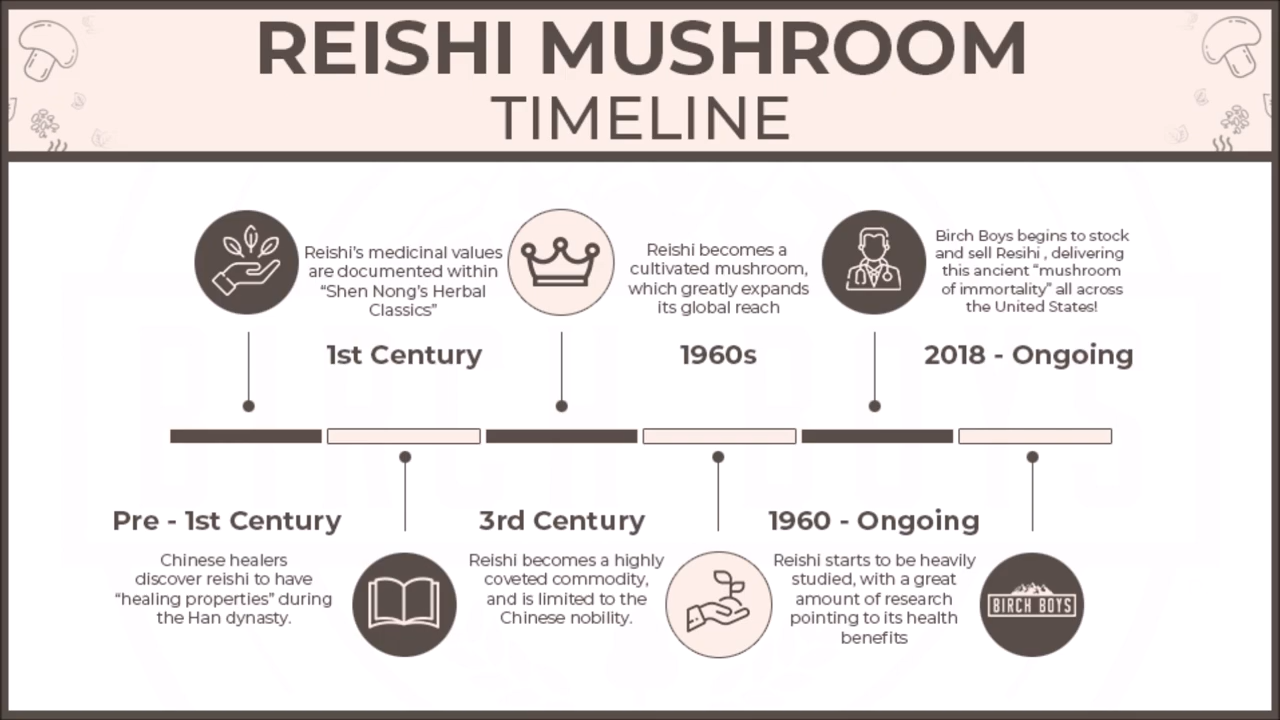 REISHI MUSHROOM
TIMELINE
Reishi's medicinal values
are documented within
"Shen Nong's Herbal
Classics"
1st Century
Reishi becomes a
cultivated mushroom,
which greatly expands
its global reach
1960s
Birch Boys begins to stock
and sell Resihi , delivering
this ancient "mushroom
of immortality" all across
the United States!
2018 - Ongoing
Pre - 1st Century
Chinese healers
discover reishi to have
"healing properties" during
the Han dynasty.
3rd Century
Reishi becomes a highly
coveted commodity,
and is limited to the
Chinese nobility.
1960 - Ongoing
Reishi starts to be heavily
studied, with a great
amount of research
pointing to its health
benefits
BIRCH BOYS